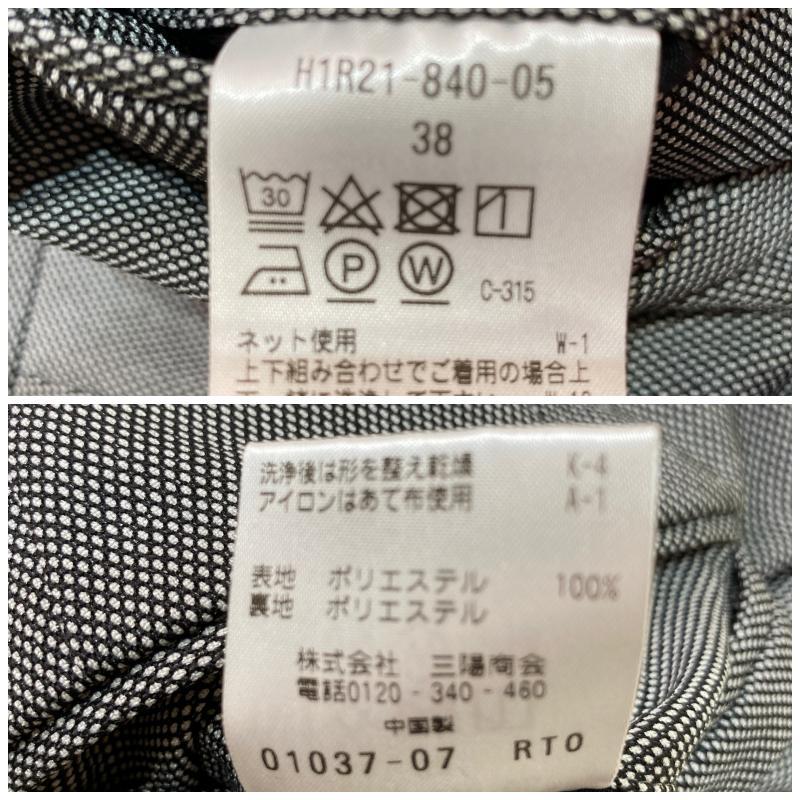 H1R21-840-05
38
30
P W C-315
ネット使用 W-1
上下組み合わせでご着用の場合上
洗浄後は形を整え乾燥 K-4
アイロンはあて布使用 A-1
表地 ポリエステル 100%
裏地 ポリエステル
株式会社 三陽商会
電話0120-340-460
中国製
01037-07 RTO